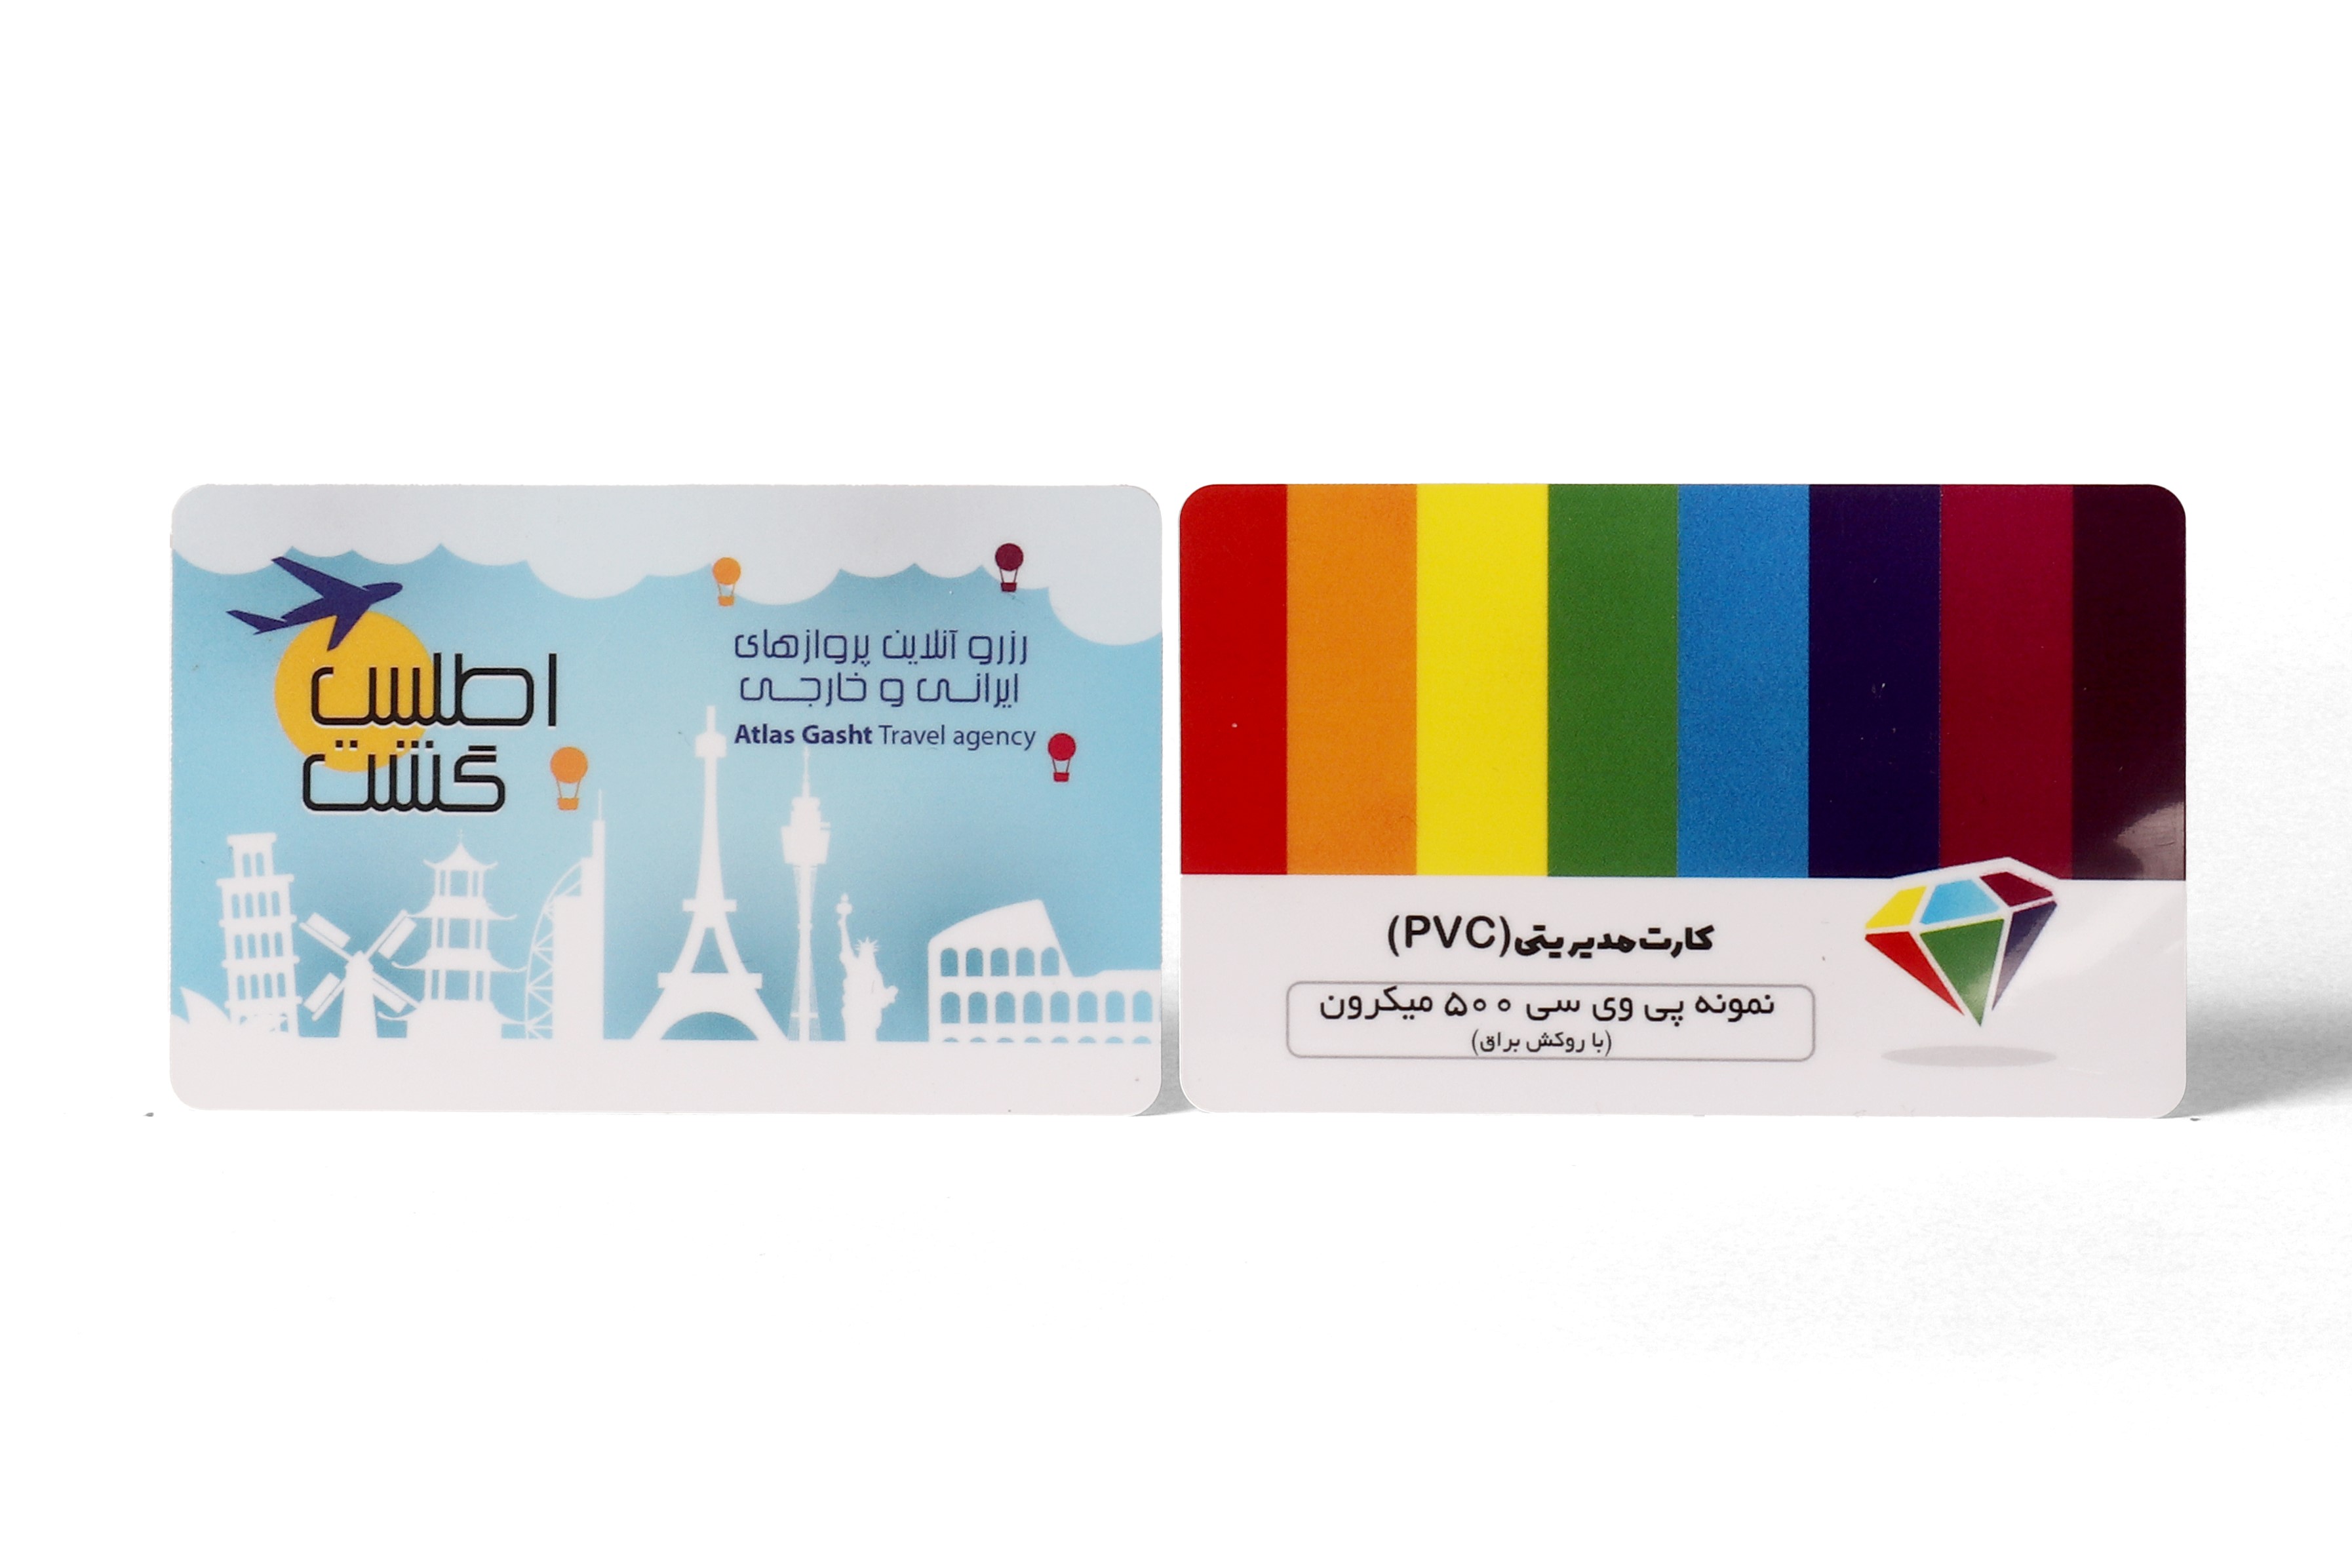 اطلس
گشت
رزرو آنلاین پروازهای
ایرانی و خارجی
Atlas Gasht Travel agency
کارت مدیریتی(PVC)
نمونه پی وی سی ۵۰۰ میکرون
(با روکش براق)